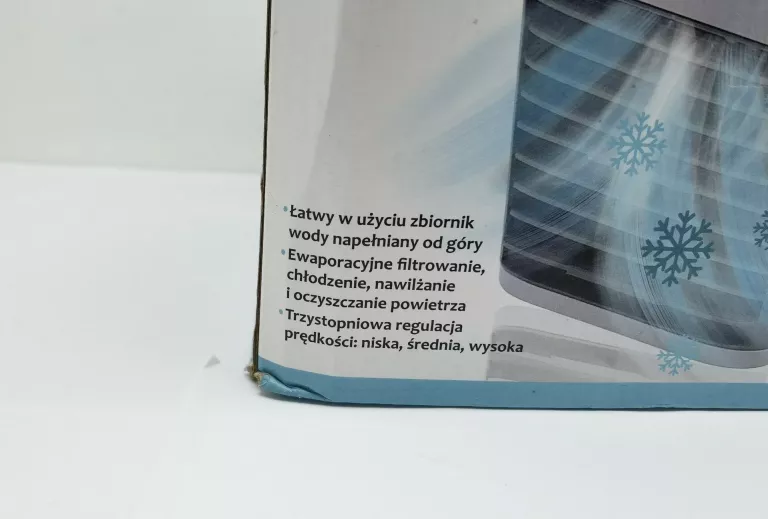 •Łatwy w użyciu zbiornik
wody napełniany od góry
•Ewaporacyjne filtrowanie,
chłodzenie, nawilżanie
i oczyszczanie powietrza
•Trzystopniowa regulacja
prędkości: niska, średnia, wysoka